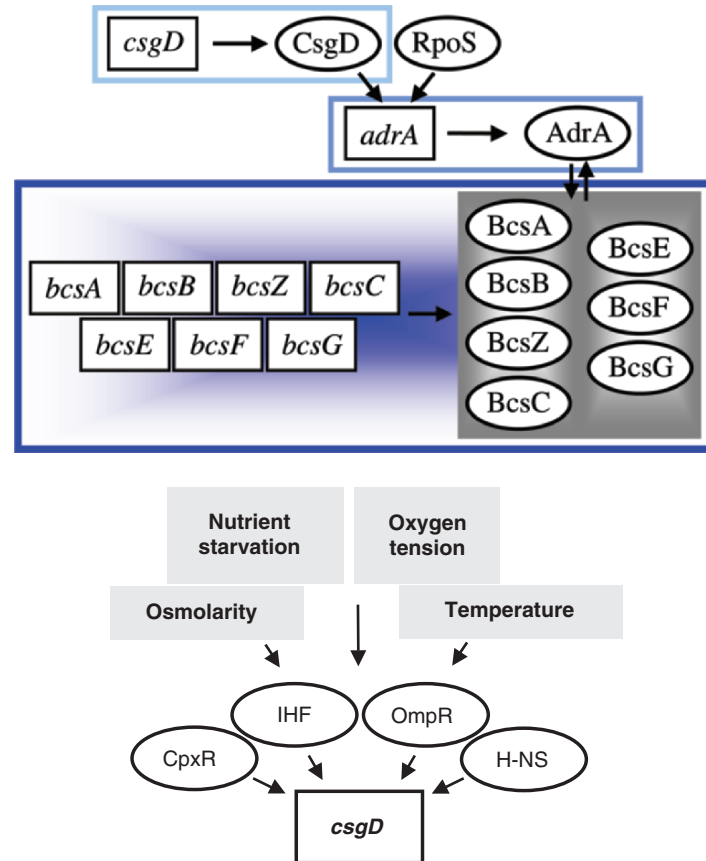 csgD CsgD RpoS
adrA AdrA
BcsA
BcsE
bcsA bcsB bcsZ bcsC
BcsB
BcsF
bcsE bcsF bcsG
BcsZ
BcsG
BcsC
Nutrient
starvation
Oxygen
tension
Osmolarity
Temperature
IHF OmpR
CpxR H-NS
csgD